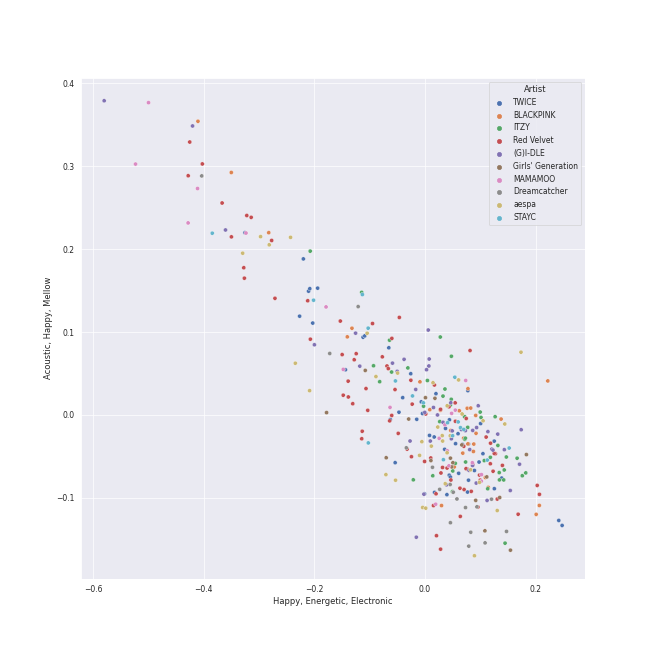 0.4
0.3
0.2
0.1
0.0
−0.1
Acoustic, Happy, Mellow
Artist
TWICE
BLACKPINK
ITZY
Red Velvet
(G)I-DLE
Girls' Generation
MAMAMOO
Dreamcatcher
aespa
STAYC
−0.6 −0.4 −0.2 0.0 0.2
Happy, Energetic, Electronic